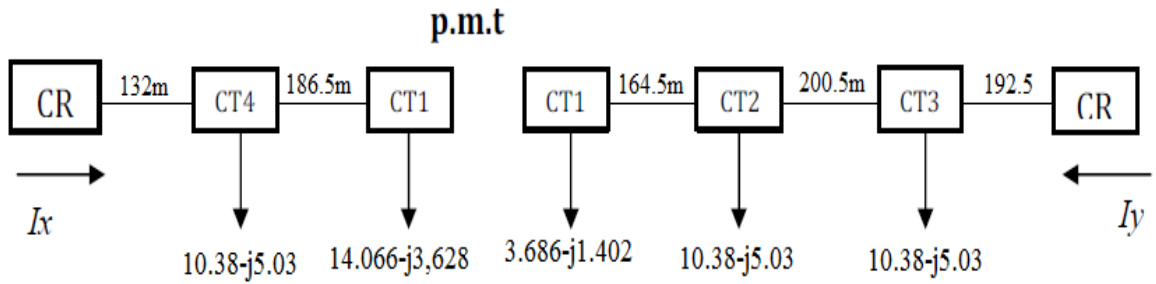 p.m.t
CR 132m CT4 186.5m CT1 CT1 164.5m CT2 200.5m CT3 192.5 CR
Ix Iy
10.38-j5.03 14.066-j3,628 3.686-j1.402 10.38-j5.03 10.38-j5.03